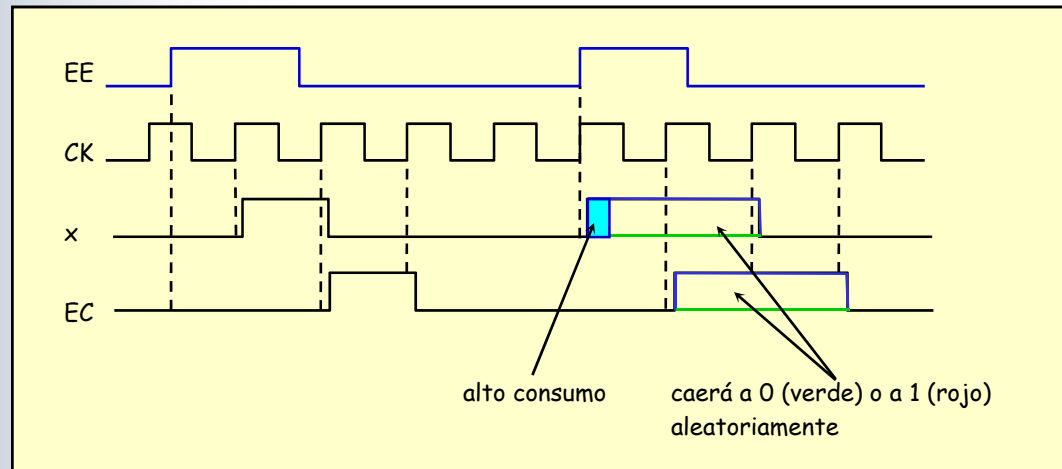 EE
CK
x
EC
alto consumo
caerá a 0 (verde) o a 1 (rojo)
aleatoriamente